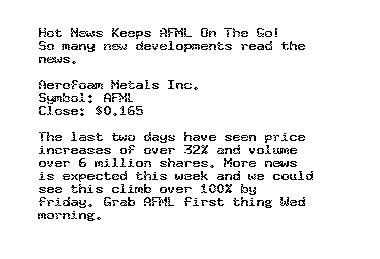 Hot News Keeps AFML On The Go!
So many new developments read the
news.
Aerofoam Metals Inc.
Symbol: AFML
Close: $0.165
The last two days have seen price
increases of over 32% and volume
over 6 million shares. More news
is expected this week and we could
see this climb over 100% by
friday. Grab AFML first thing Wed
morning.